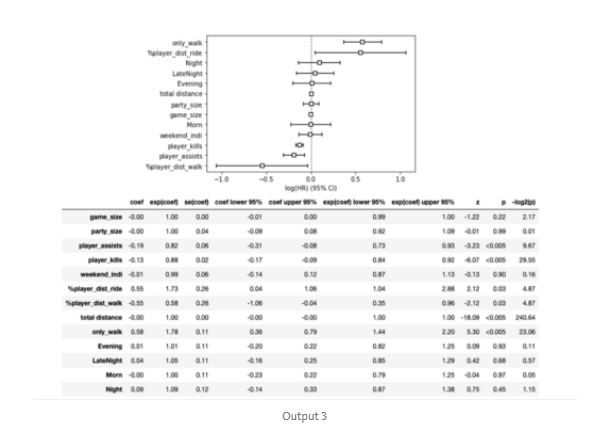 only_walk
%player_dist_ride
Night
LateNight
Evening
total distance
party_size
game_size
Morn
weekend_indi
player_kills
player_assists
%player_dist_walk
−1.0 −0.5 0.0 0.5 1.0
log(HR) (95% CI)
coef exp(coef) se(coef) coef lower 95% coef upper 95% exp(coef) lower 95% exp(coef) upper 95% z p -log2(p)
game_size -0.00 1.00 0.00 -0.01 0.00 0.99 1.00 -1.22 0.22 2.17
party_size -0.00 1.00 0.04 -0.09 0.08 0.92 1.09 -0.01 0.99 0.01
player_assists -0.19 0.82 0.06 -0.31 -0.08 0.73 0.93 -3.23 <0.005 9.67
player_kills -0.13 0.88 0.02 -0.17 -0.09 0.84 0.92 -6.07 <0.005 29.55
weekend_indi -0.01 0.99 0.06 -0.14 0.12 0.87 1.13 -0.13 0.90 0.16
%player_dist_ride 0.55 1.73 0.26 0.04 1.06 1.04 2.88 2.12 0.03 4.87
%player_dist_walk -0.55 0.58 0.26 -1.06 -0.04 0.35 0.96 -2.12 0.03 4.87
total distance -0.00 1.00 0.00 -0.00 -0.00 1.00 1.00 -18.09 <0.005 240.64
only_walk 0.58 1.78 0.11 0.36 0.79 1.44 2.20 5.30 <0.005 23.06
Evening 0.01 1.01 0.11 -0.20 0.22 0.82 1.25 0.09 0.93 0.11
LateNight 0.04 1.05 0.11 -0.16 0.25 0.85 1.29 0.42 0.68 0.57
Morn -0.00 1.00 0.11 -0.23 0.22 0.79 1.25 -0.04 0.97 0.05
Night 0.09 1.09 0.12 -0.14 0.33 0.87 1.38 0.75 0.45 1.15
Output 3